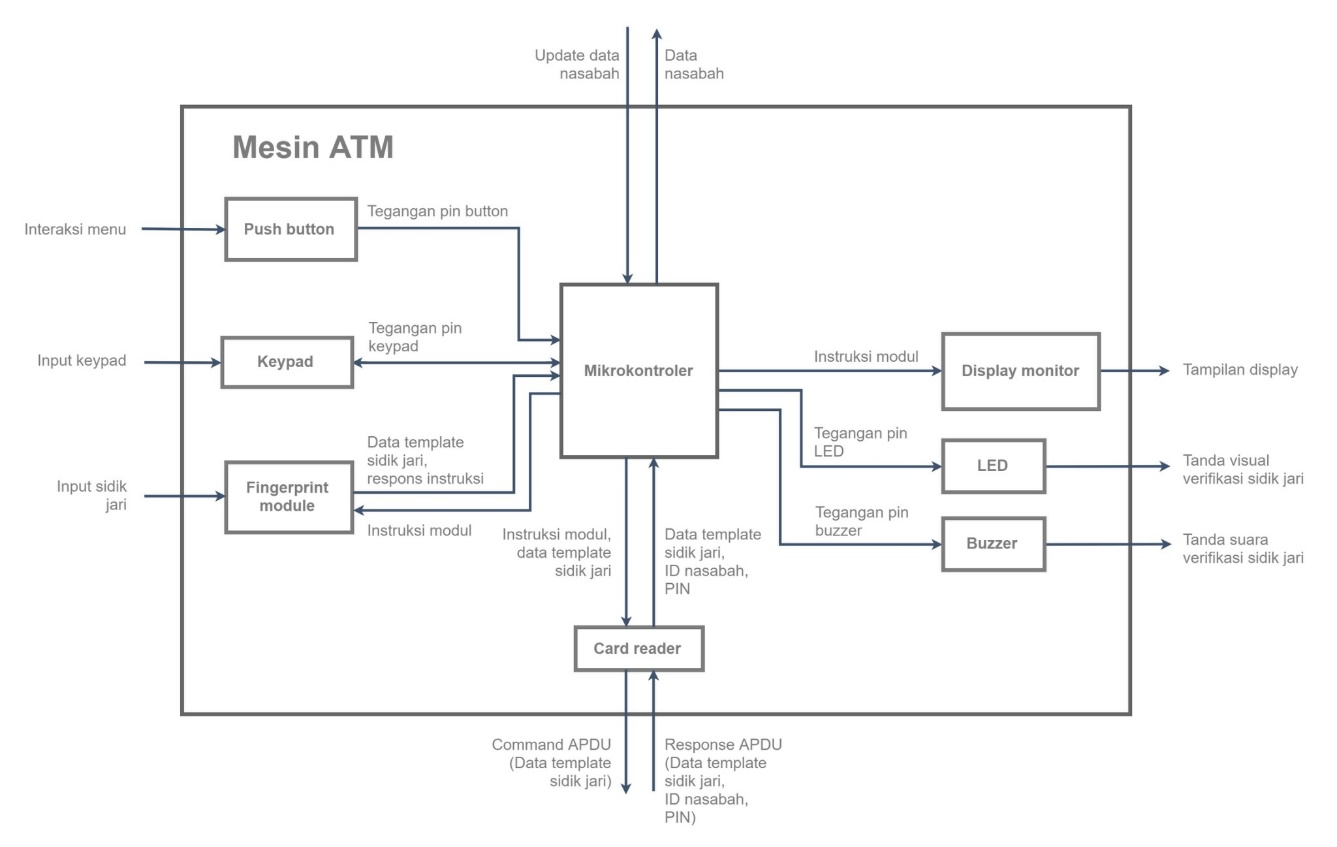 Update data
nasabah
Data
nasabah
Mesin ATM
Interaksi menu
Push button
Tegangan pin button
Input keypad
Keypad
Tegangan pin
keypad
Mikrokontroler
Instruksi modul
Display monitor
Tampilan display
Input sidik
jari
Fingerprint
module
Data template
sidik jari,
respons instruksi
Instruksi modul
Tegangan pin
LED
LED
Tanda visual
verifikasi sidik jari
Tegangan pin
buzzer
Buzzer
Tanda suara
verifikasi sidik jari
Instruksi modul,
data template
sidik jari
Data template
sidik jari,
ID nasabah,
PIN
Card reader
Command APDU
(Data template
sidik jari)
Response APDU
(Data template
sidik jari,
ID nasabah,
PIN)